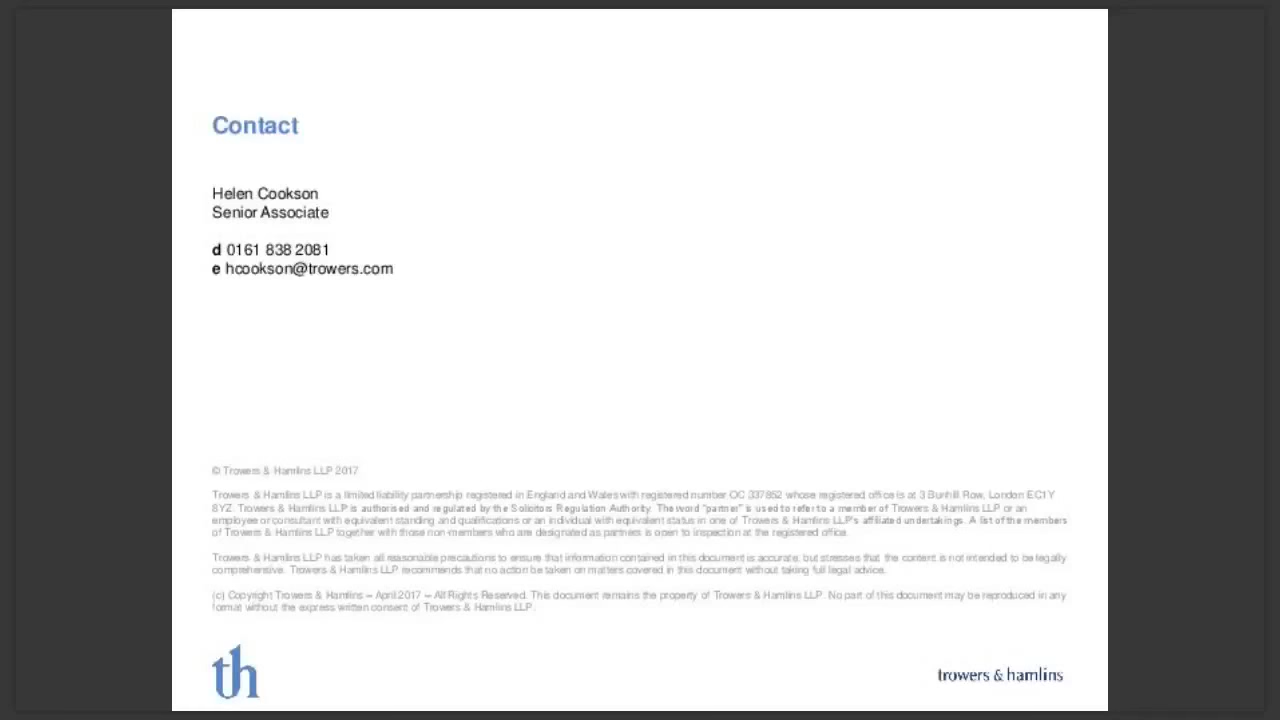 Contact
Helen Cookson
Senior Associate
d 0161 838 2081
e hcookson@trowers.com
© Trowers & Hamlins LLP 2017
Trowers & Hamlins LLP is a limited liability partnership registered in England and Wales with registered number OC 337852 whose registered office is at 3 Bunhill Row, London EC1Y
8YZ. Trowers & Hamlins LLP is authorised and regulated by the Solicitors Regulation Authority. The word "partner" is used to refer to a member of Trowers & Hamlins LLP or an
employee or consultant with equivalent standing and qualifications or an individual with equivalent status in one of Trowers & Hamlins LLP's affiliated undertakings. A list of the members
of Trowers & Hamlins LLP together with those non-members who are designated as partners is open to inspection at the registered office.
Trowers & Hamlins LLP has taken all reasonable precautions to ensure that information contained in this document is accurate, but stresses that the content is not intended to be legally
comprehensive. Trowers & Hamlins LLP recommends that no action be taken on matters covered in this document without taking full legal advice.
(c) Copyright Trowers & Hamlins – April 2017 – All Rights Reserved. This document remains the property of Trowers & Hamlins LLP. No part of this document may be reproduced in any
format without the express written consent of Trowers & Hamlins LLP.
th
trowers & hamlins